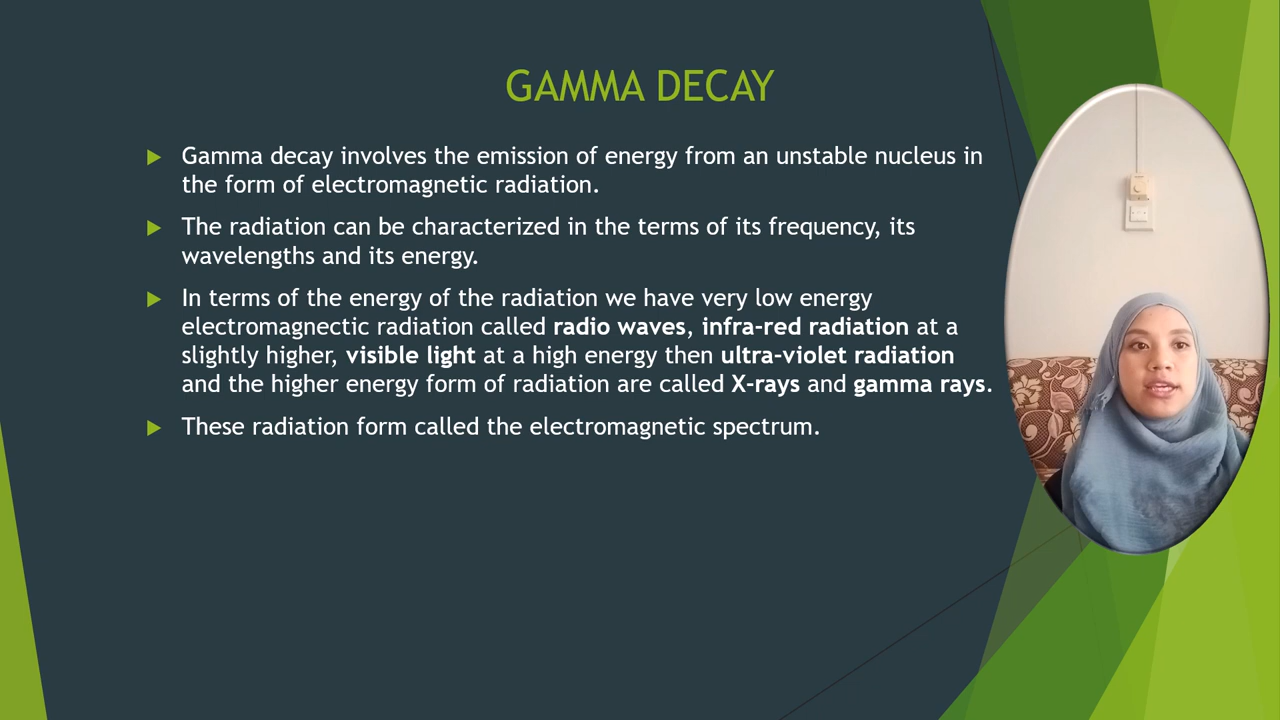 GAMMA DECAY
Gamma decay involves the emission of energy from an unstable nucleus in
the form of electromagnetic radiation.
The radiation can be characterized in the terms of its frequency, its
wavelengths and its energy.
In terms of the energy of the radiation we have very low energy
electromagnectic radiation called radio waves, infra-red radiation at a
slightly higher, visible light at a high energy then ultra-violet radiation
and the higher energy form of radiation are called X-rays and gamma rays.
These radiation form called the electromagnetic spectrum.